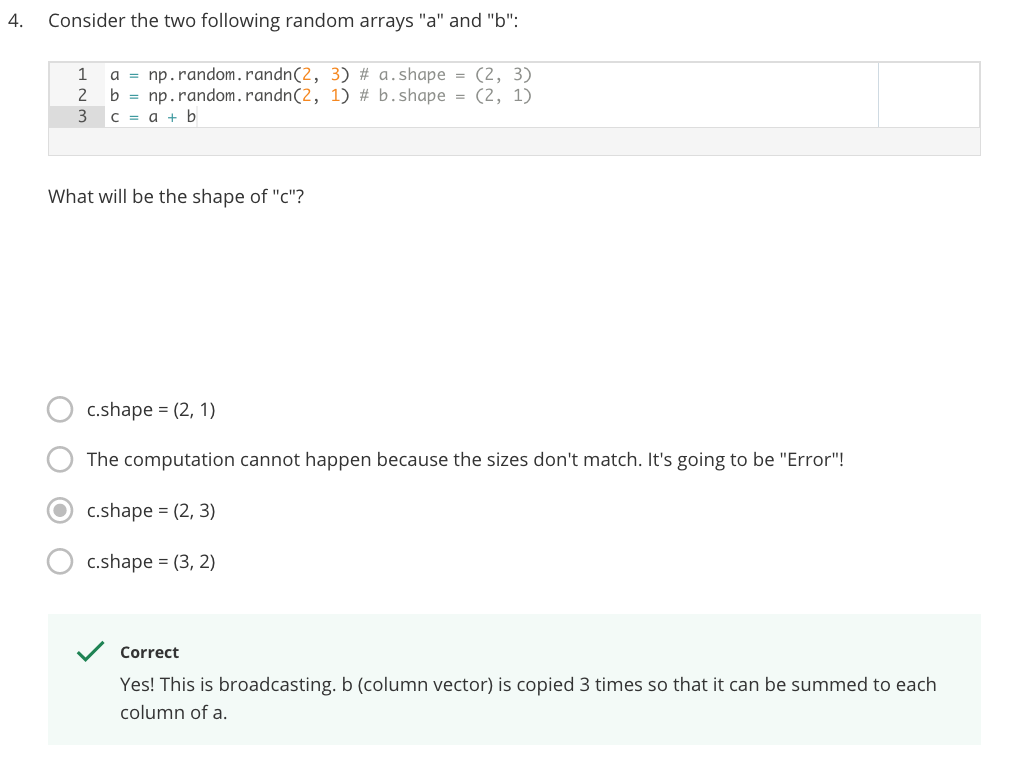 4. Consider the two following random arrays "a" and "b":
1 a = np.random.randn(2, 3) # a.shape = (2, 3)
2 b = np.random.randn(2, 1) # b.shape = (2, 1)
3 c = a + b
What will be the shape of "c"?
c.shape = (2, 1)
The computation cannot happen because the sizes don't match. It's going to be "Error"!
c.shape = (2, 3)
c.shape = (3, 2)
Correct
Yes! This is broadcasting. b (column vector) is copied 3 times so that it can be summed to each
column of a.